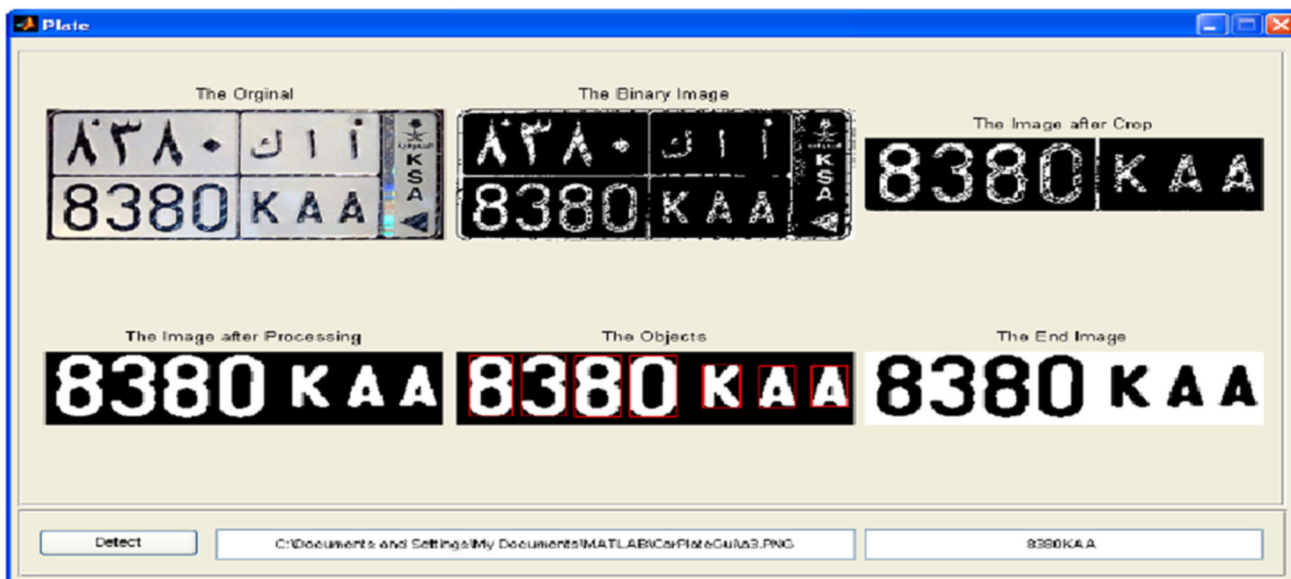 Plate
The Orginal
The Binary Image
The Image after Crop
٨٣٨٠ أ ا ك
8380 KAA
KSA
٨٣٨٠ أ ا ك
8380 KAA
KSA
8380 KAA
The Image after Processing
The Objects
The End Image
8380 KAA
8380 KAA
8380 KAA
Detect
C:\Documents and Settings\My Documents\MATLAB\CarPlateGui\a3.PNG
8380KAA